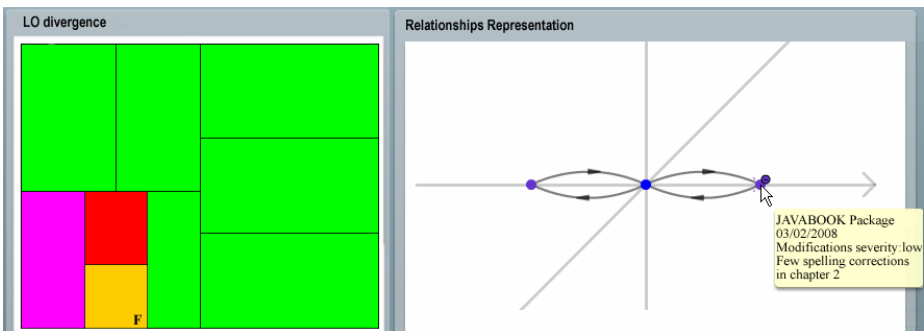 LO divergence
Relationships Representation
F
JAVABOOK Package
03/02/2008
Modifications severity:low
Few spelling corrections
in chapter 2